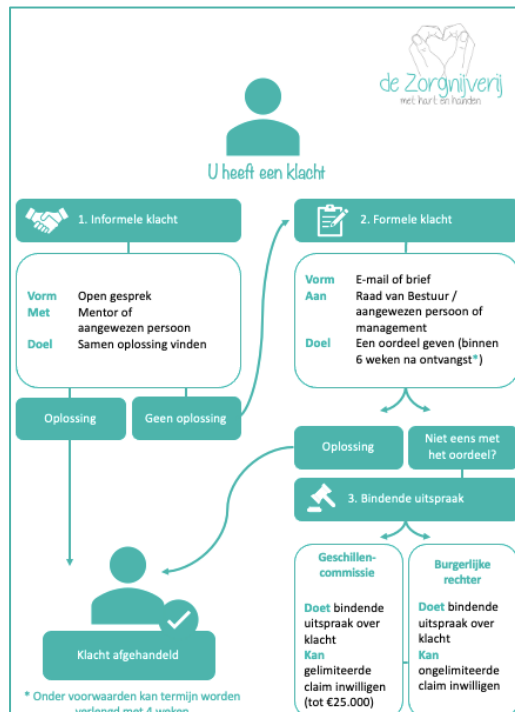 de Zorgnijverij
met hart en handen
U heeft een klacht
1. Informele klacht
Vorm Open gesprek
Met Mentor of
aangewezen persoon
Doel Samen oplossing vinden
Oplossing
Geen oplossing
2. Formele klacht
Vorm E-mail of brief
Aan Raad van Bestuur /
aangewezen persoon of
management
Doel Een oordeel geven (binnen
6 weken na ontvangst*)
Oplossing
Niet eens met
het oordeel?
3. Bindende uitspraak
Geschillen-
commissie
Doet bindende
uitspraak over
klacht
Kan
gelimiteerde
claim inwilligen
(tot €25.000)
Burgerlijke
rechter
Doet bindende
uitspraak over
klacht
Kan
ongelimiteerde
claim inwilligen
Klacht afgehandeld
* Onder voorwaarden kan termijn worden
verlengd met 4 weken